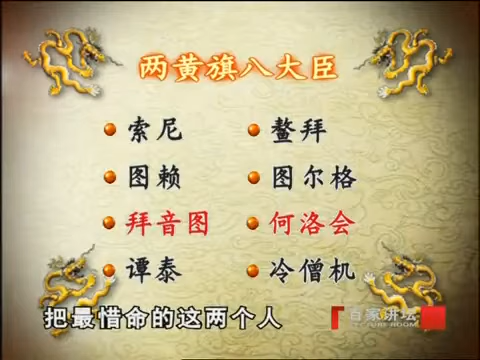 两黄旗八大臣
索尼 鳌拜
图赖 图尔格
拜音图 何洛会
谭泰 冷僧机
把最惜命的这两个人
百家讲坛
LECTURE ROOM